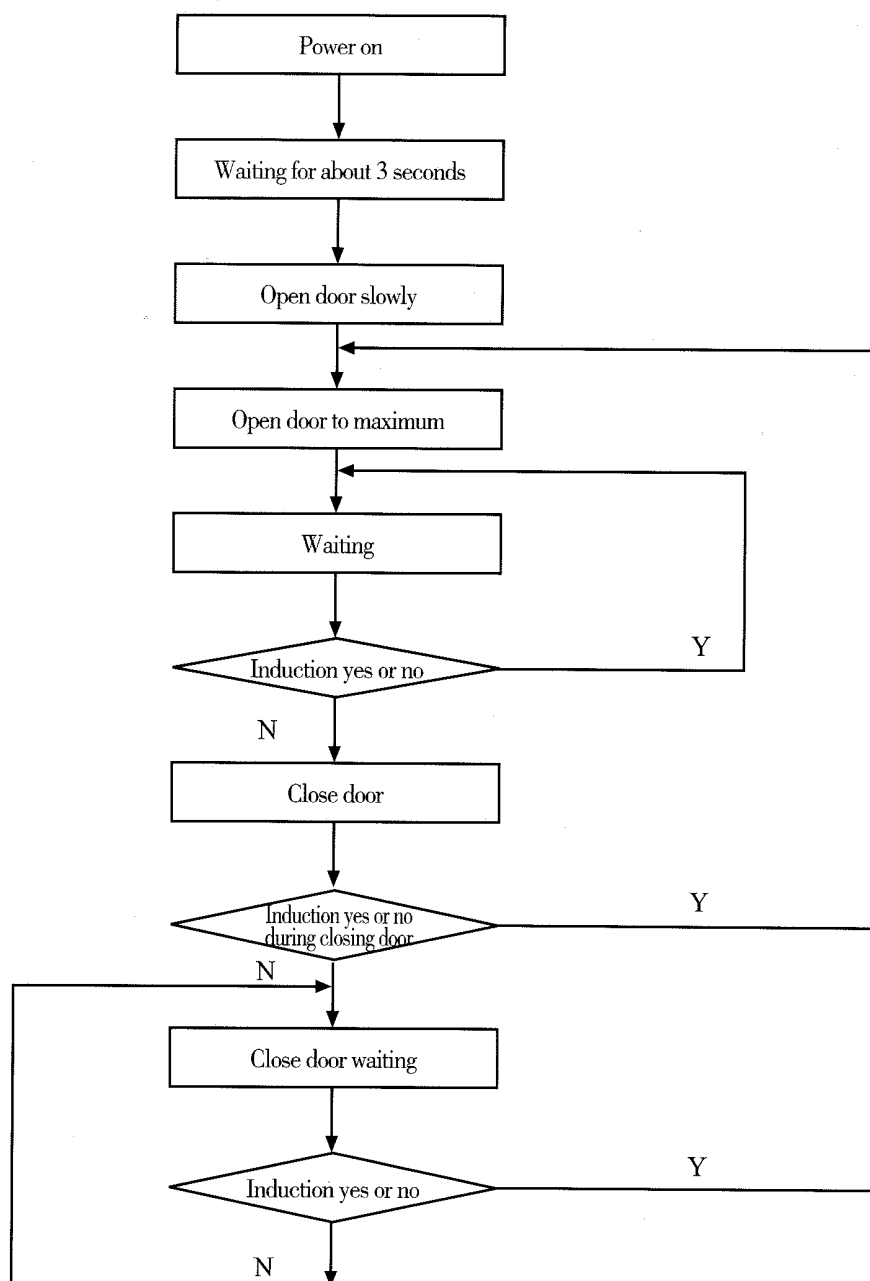 Power on
Waiting for about 3 seconds
Open door slowly
Open door to maximum
Waiting
Induction yes or no
Y
N
Close door
Induction yes or no
during closing door
Y
N
Close door waiting
Induction yes or no
Y
N